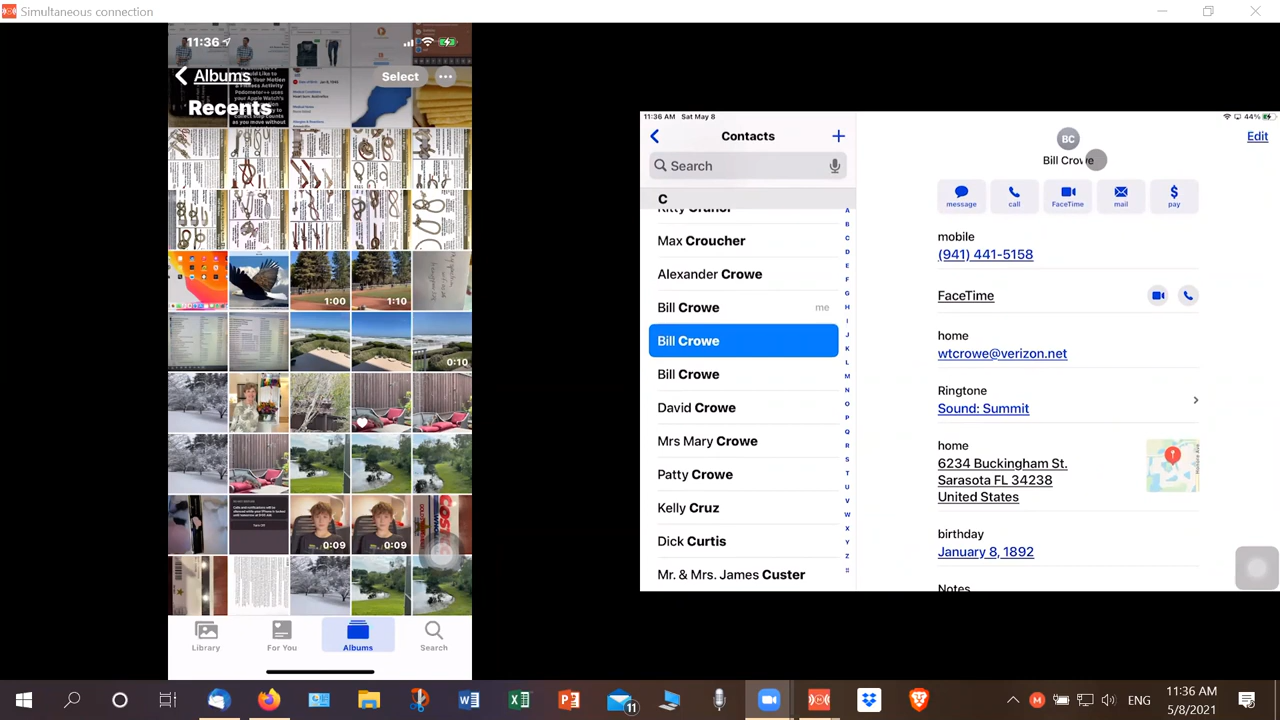 Simultaneous connection
11:36
Albums
Select
Recents
1:00
1:10
0:10
0:09
0:09
Library
For You
Albums
Search
11:36 AM Sat May 8
44%
Contacts
Search
C
Max Croucher
Alexander Crowe
Bill Crowe me
Bill Crowe
Bill Crowe
David Crowe
Mrs Mary Crowe
Patty Crowe
Kelly Cruz
Dick Curtis
Mr. & Mrs. James Custer
A
B
C
D
E
F
G
H
I
J
K
L
M
N
O
P
Q
R
S
T
U
V
W
X
Y
Z
#
BC
Edit
Bill Crowe
message
call
FaceTime
mail
pay
mobile
(941) 441-5158
FaceTime
home
wtcrowe@verizon.net
Ringtone
Sound: Summit
home
6234 Buckingham St.
Sarasota FL 34238
United States
birthday
January 8, 1892
Notes
11
ENG
11:36 AM
5/8/2021